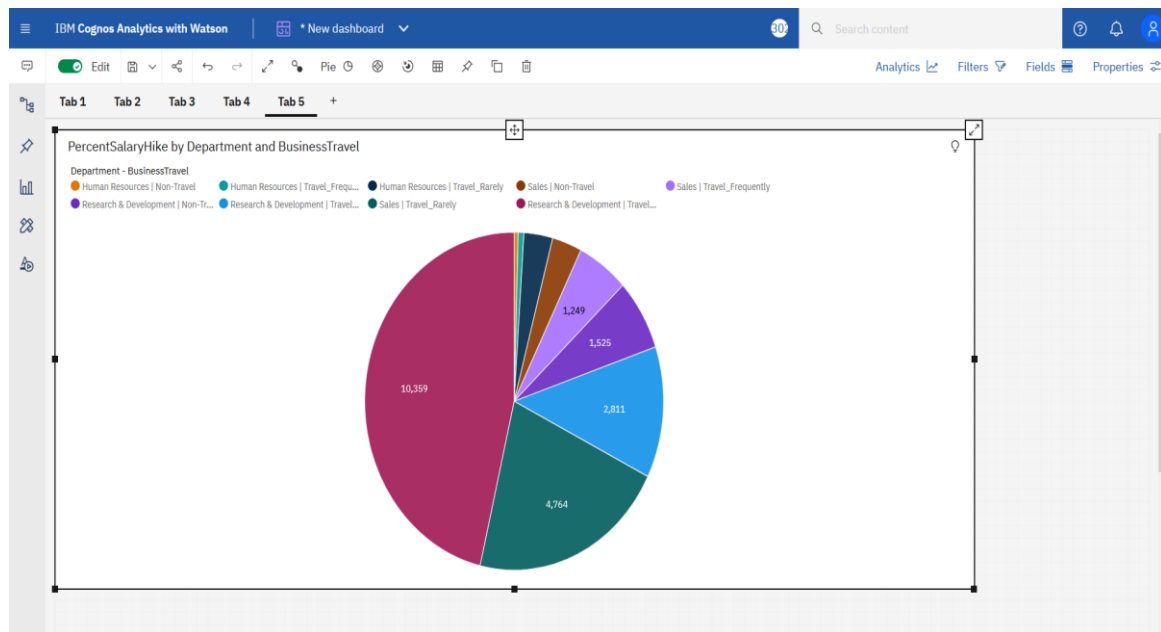 IBM Cognos Analytics with Watson * New dashboard 302 Search content
Edit Pie Analytics Filters Fields Properties
Tab 1 Tab 2 Tab 3 Tab 4 Tab 5 +
PercentSalaryHike by Department and BusinessTravel
Department - BusinessTravel
Human Resources | Non-Travel Human Resources | Travel_Frequ... Human Resources | Travel_Rarely Sales | Non-Travel Sales | Travel_Frequently
Research & Development | Non-Tr... Research & Development | Travel... Sales | Travel_Rarely Research & Development | Travel...
1,249
1,525
10,359
2,811
4,764